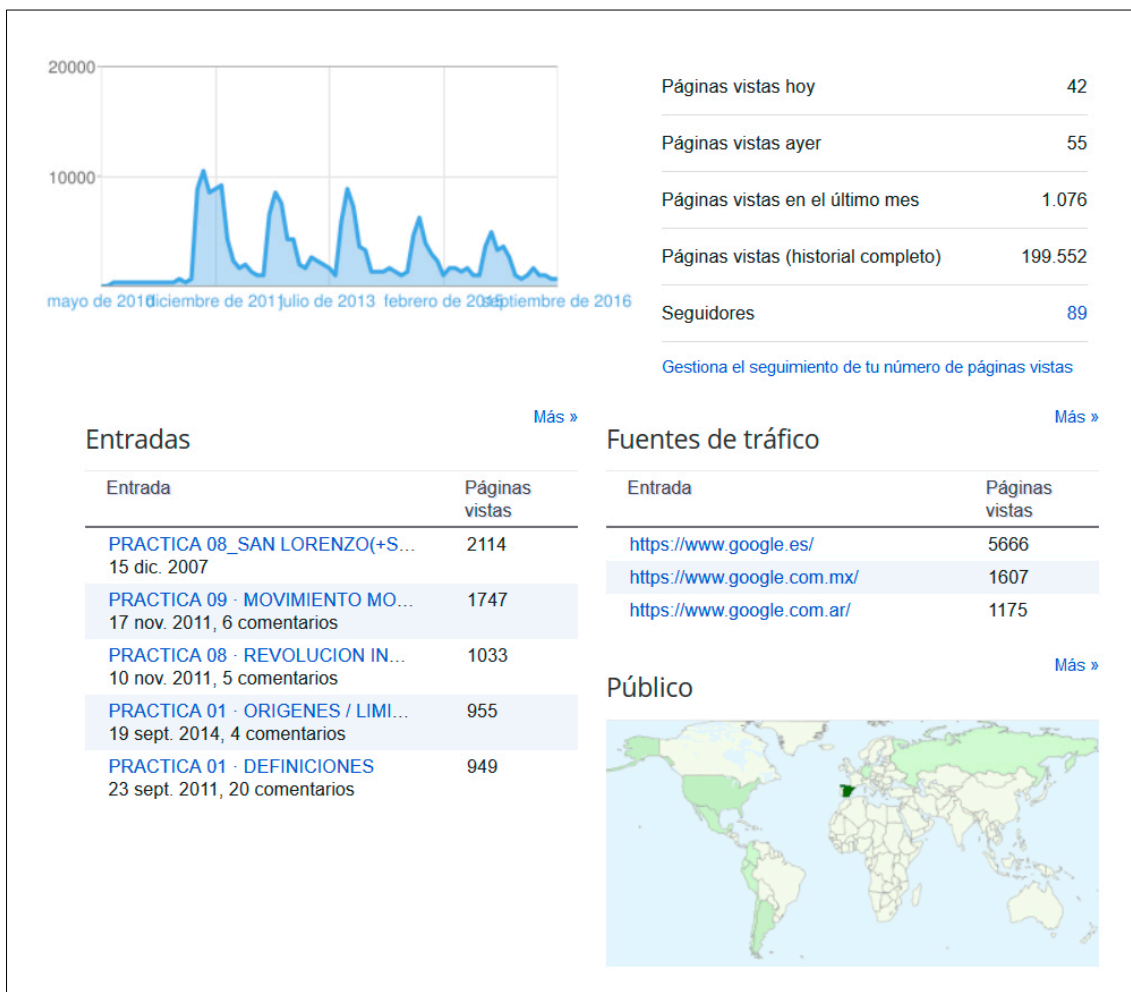 20000
10000
mayo de 2010 diciembre de 2011 julio de 2013 febrero de 2015 septiembre de 2016
Páginas vistas hoy 42
Páginas vistas ayer 55
Páginas vistas en el último mes 1.076
Páginas vistas (historial completo) 199.552
Seguidores 89
Gestiona el seguimiento de tu número de páginas vistas
Más »
Entradas
Entrada Páginas
vistas
PRACTICA 08_SAN LORENZO(+S... 2114
15 dic. 2007
PRACTICA 09 · MOVIMIENTO MO... 1747
17 nov. 2011, 6 comentarios
PRACTICA 08 · REVOLUCION IN... 1033
10 nov. 2011, 5 comentarios
PRACTICA 01 · ORIGENES / LIMI... 955
19 sept. 2014, 4 comentarios
PRACTICA 01 · DEFINICIONES 949
23 sept. 2011, 20 comentarios
Más »
Fuentes de tráfico
Entrada Páginas
vistas
https://www.google.es/ 5666
https://www.google.com.mx/ 1607
https://www.google.com.ar/ 1175
Más »
Público